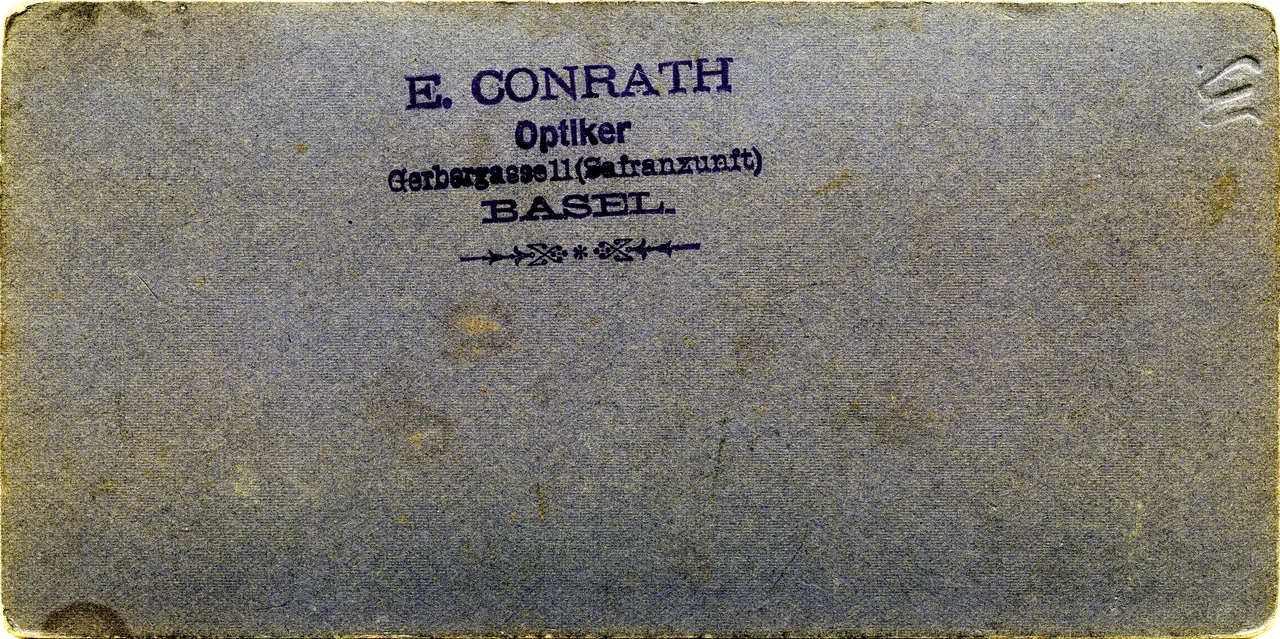 E. CONRATH
Optiker
Gerbergasse 11 (Safranzunft)
BASEL.